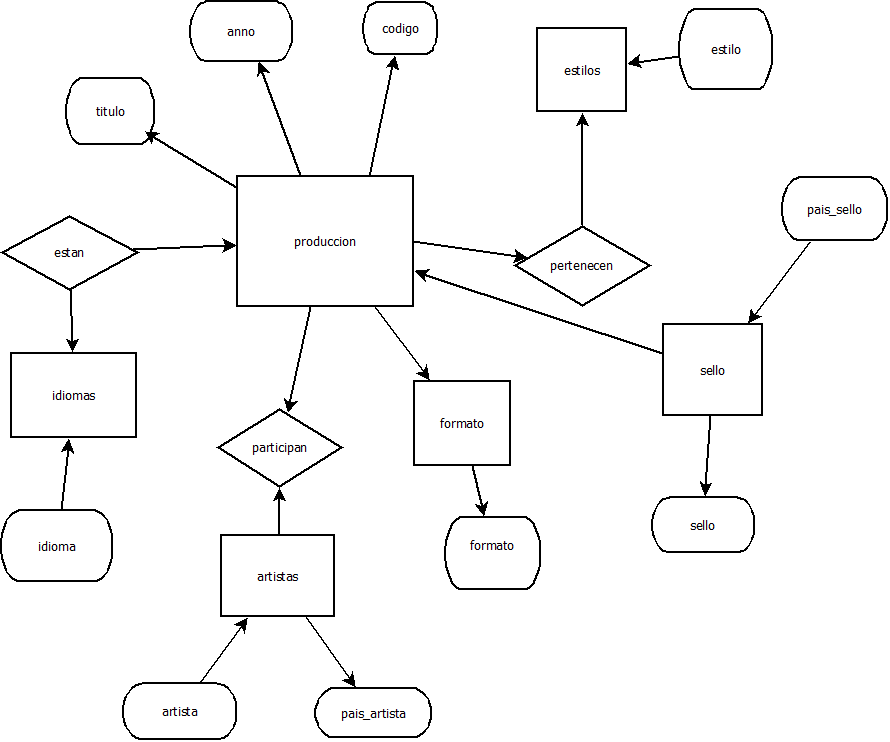 anno
codigo
estilo
estilos
titulo
pais_sello
produccion
estan
pertenecen
sello
idiomas
formato
participan
sello
idioma
formato
artistas
artista
pais_artista